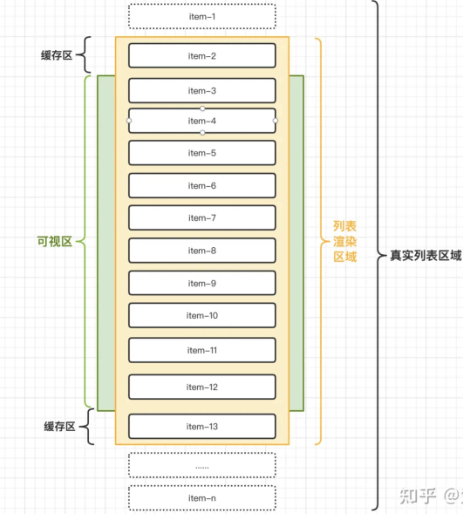 item-1
缓存区
item-2
item-3
item-4
item-5
item-6
item-7
可视区
item-8
列表
渲染
区域
真实列表区域
item-9
item-10
item-11
item-12
缓存区
item-13
......
item-n
知乎 @